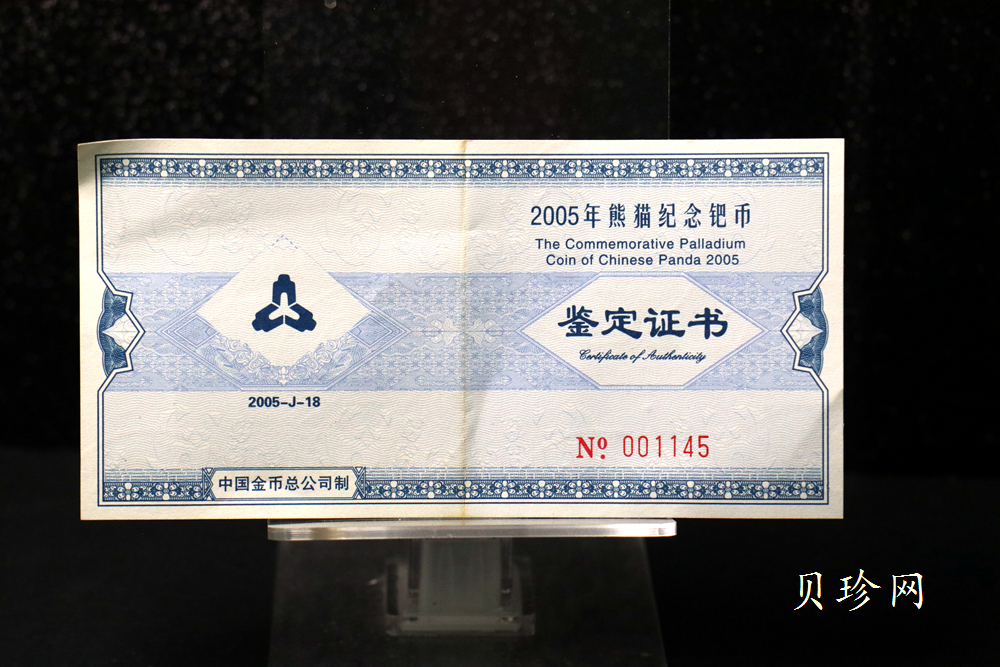 2005年熊猫纪念钯币
The Commemorative Palladium
Coin of Chinese Panda 2005
鉴定证书
Certificate of Authenticity
2005-J-18
Nº 001145
中国金币总公司制
贝珍网